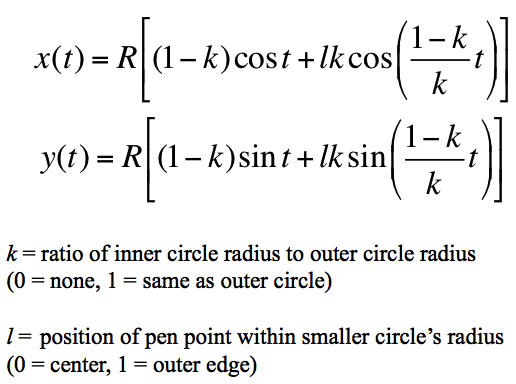 x(t) = R[(1 − k)cos t + lk cos((1 − k)/k t)]
y(t) = R[(1 − k)sin t + lk sin((1 − k)/k t)]
k = ratio of inner circle radius to outer circle radius
(0 = none, 1 = same as outer circle)
l = position of pen point within smaller circle's radius
(0 = center, 1 = outer edge)